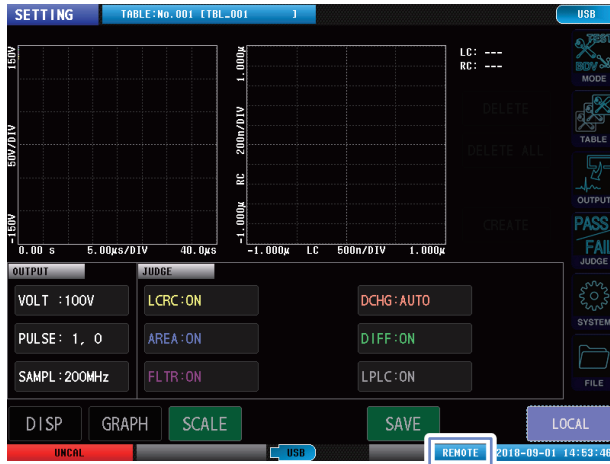 SETTING TABLE:No.001 [TBL_001 ] USB
150V
50V/DIV
-150V
0.00 s 5.00µs/DIV 40.0µs
1.000µ
200n/DIV
RC
-1.000µ
-1.000µ LC 500n/DIV 1.000µ
LC: ---
RC: ---
DELETE
DELETE ALL
CREATE
TEST
BDV
MODE
TABLE
OUTPUT
PASS
FAIL
JUDGE
SYSTEM
FILE
OUTPUT JUDGE
VOLT :100V LCRC:ON DCHG:AUTO
PULSE: 1, 0 AREA:ON DIFF:ON
SAMPL:200MHz FLTR:ON LPLC:ON
DISP GRAPH SCALE SAVE LOCAL
UNCAL USB REMOTE 2018-09-01 14:53:46